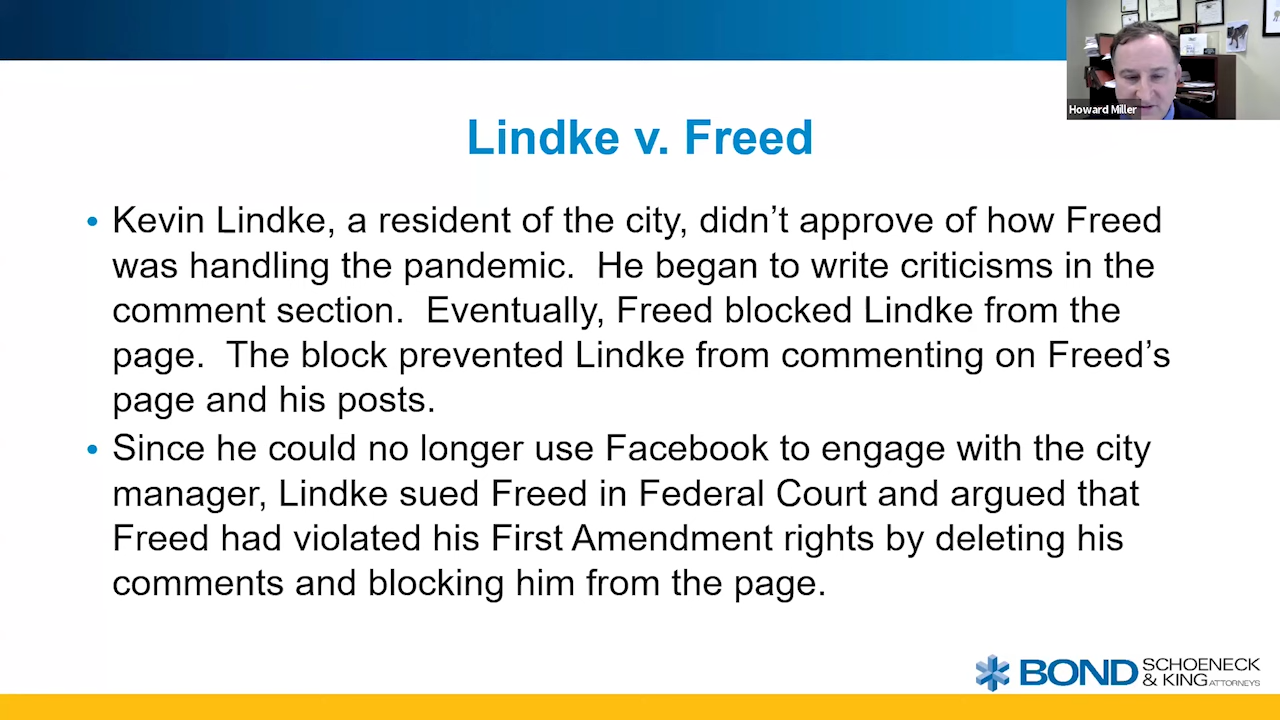 Howard Miller
Lindke v. Freed
• Kevin Lindke, a resident of the city, didn’t approve of how Freed
was handling the pandemic.  He began to write criticisms in the
comment section.  Eventually, Freed blocked Lindke from the
page.  The block prevented Lindke from commenting on Freed’s
page and his posts.
• Since he could no longer use Facebook to engage with the city
manager, Lindke sued Freed in Federal Court and argued that
Freed had violated his First Amendment rights by deleting his
comments and blocking him from the page.
BOND SCHOENECK
& KING ATTORNEYS